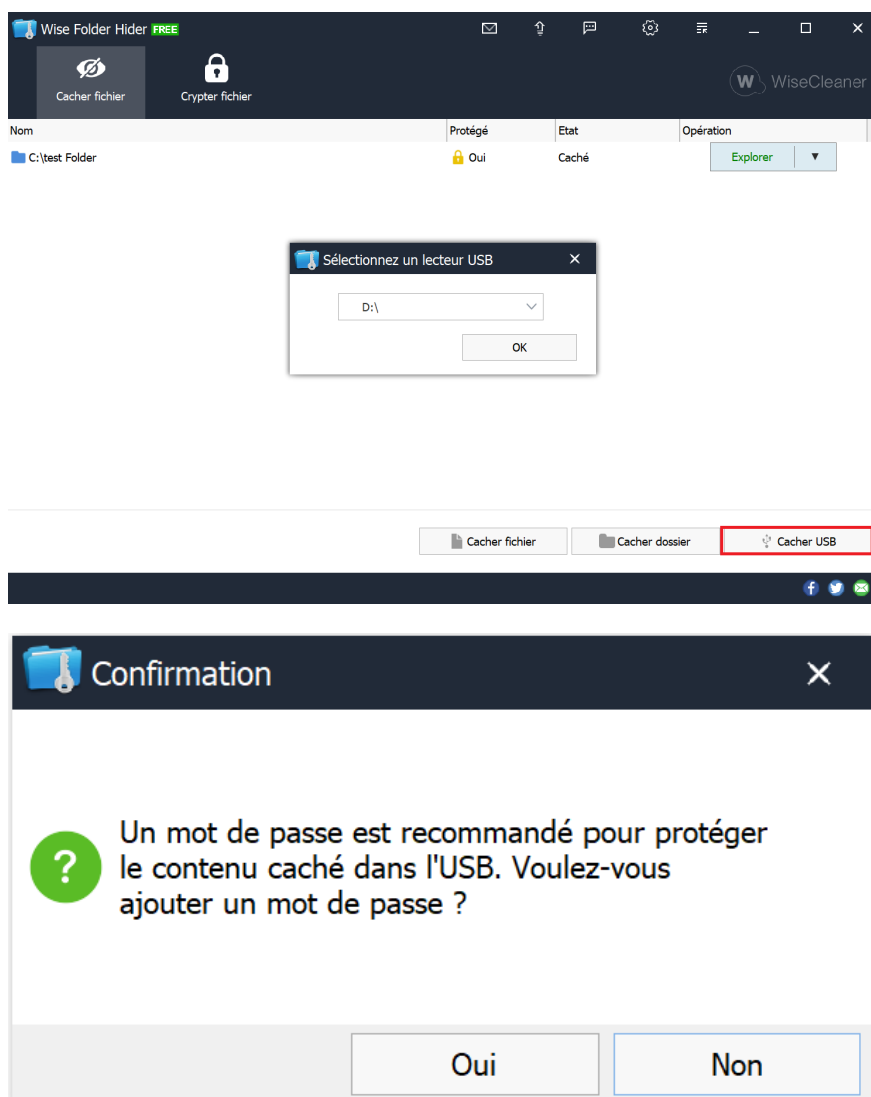 Wise Folder Hider FREE
Cacher fichier
Crypter fichier
W WiseCleaner
Nom Protégé Etat Opération
C:\test Folder Oui Caché Explorer
Sélectionnez un lecteur USB
D:\
OK
Cacher fichier Cacher dossier Cacher USB
Confirmation
Un mot de passe est recommandé pour protéger
le contenu caché dans l'USB. Voulez-vous
ajouter un mot de passe ?
Oui Non